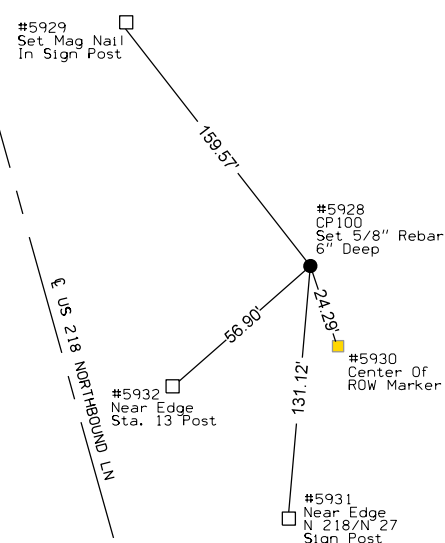 #5929
Set Mag Nail
In Sign Post
159.57'
#5928
CP100
Set 5/8" Rebar
6" Deep
℄ US 218 NORTHBOUND LN
56.90'
24.29'
#5930
Center Of
ROW Marker
131.12'
#5932
Near Edge
Sta. 13 Post
#5931
Near Edge
N 218/N 27
Sign Post